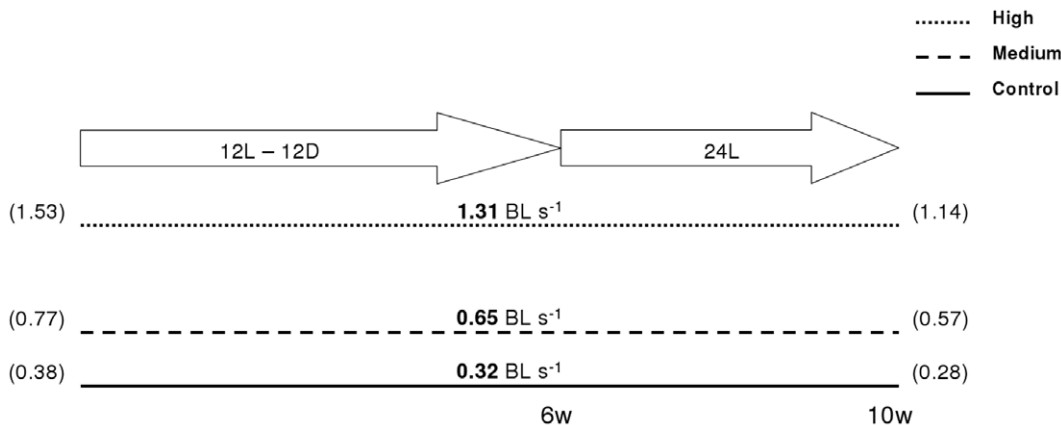 High
Medium
Control
12L – 12D
24L
(1.53)
1.31 BL s⁻¹
(1.14)
(0.77)
0.65 BL s⁻¹
(0.57)
(0.38)
0.32 BL s⁻¹
(0.28)
6w
10w